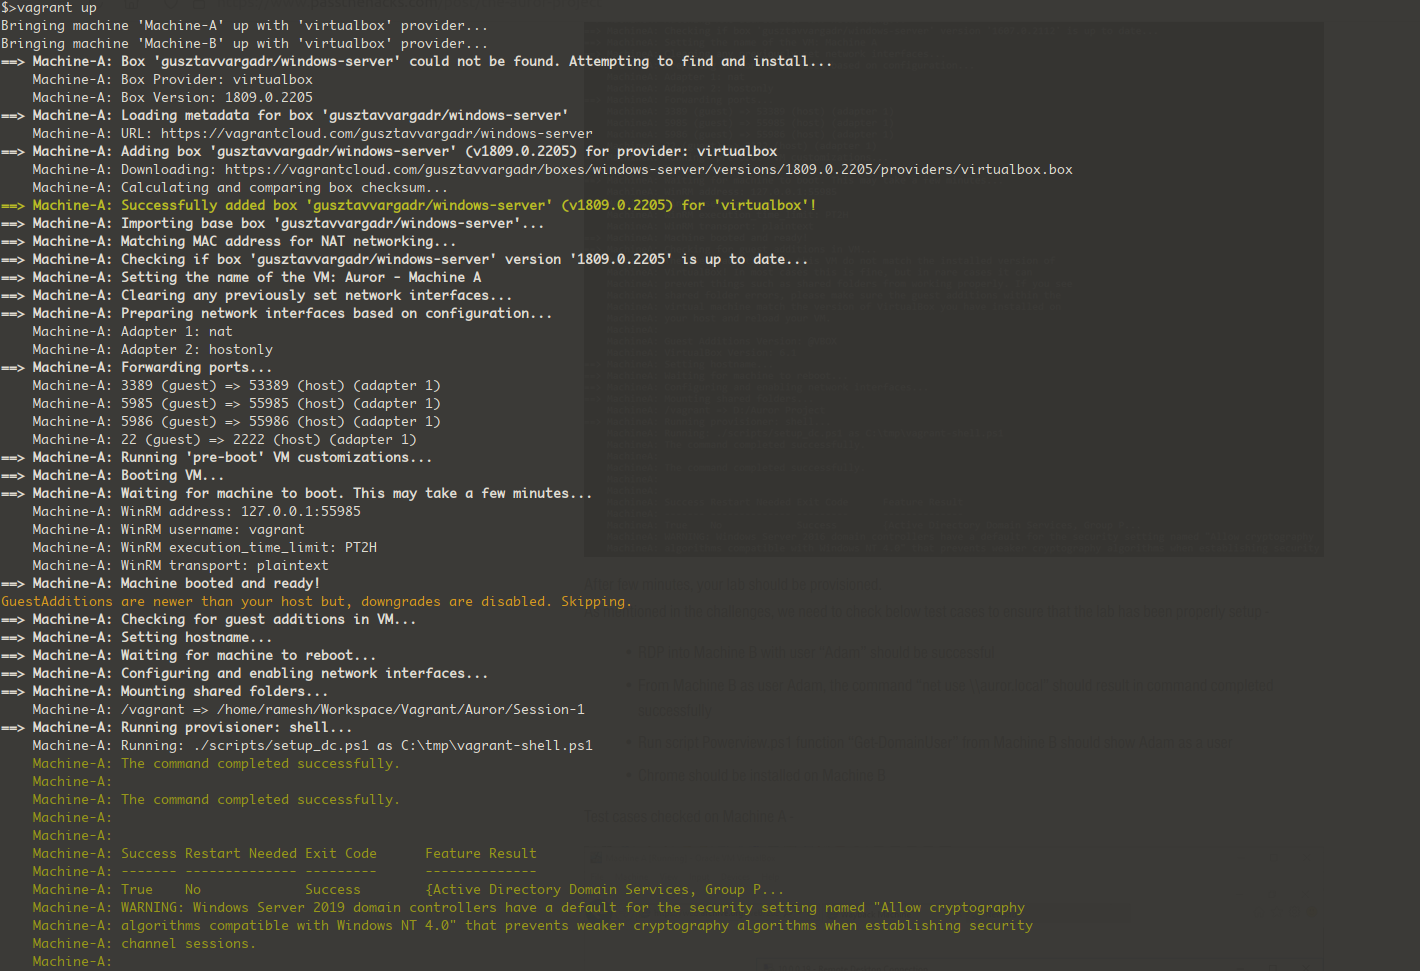 $>vagrant up
Bringing machine 'Machine-A' up with 'virtualbox' provider...
Bringing machine 'Machine-B' up with 'virtualbox' provider...
==> Machine-A: Box 'gusztavvargadr/windows-server' could not be found. Attempting to find and install...
    Machine-A: Box Provider: virtualbox
    Machine-A: Box Version: 1809.0.2205
==> Machine-A: Loading metadata for box 'gusztavvargadr/windows-server'
    Machine-A: URL: https://vagrantcloud.com/gusztavvargadr/windows-server
==> Machine-A: Adding box 'gusztavvargadr/windows-server' (v1809.0.2205) for provider: virtualbox
    Machine-A: Downloading: https://vagrantcloud.com/gusztavvargadr/boxes/windows-server/versions/1809.0.2205/providers/virtualbox.box
    Machine-A: Calculating and comparing box checksum...
==> Machine-A: Successfully added box 'gusztavvargadr/windows-server' (v1809.0.2205) for 'virtualbox'!
==> Machine-A: Importing base box 'gusztavvargadr/windows-server'...
==> Machine-A: Matching MAC address for NAT networking...
==> Machine-A: Checking if box 'gusztavvargadr/windows-server' version '1809.0.2205' is up to date...
==> Machine-A: Setting the name of the VM: Auror - Machine A
==> Machine-A: Clearing any previously set network interfaces...
==> Machine-A: Preparing network interfaces based on configuration...
    Machine-A: Adapter 1: nat
    Machine-A: Adapter 2: hostonly
==> Machine-A: Forwarding ports...
    Machine-A: 3389 (guest) => 53389 (host) (adapter 1)
    Machine-A: 5985 (guest) => 55985 (host) (adapter 1)
    Machine-A: 5986 (guest) => 55986 (host) (adapter 1)
    Machine-A: 22 (guest) => 2222 (host) (adapter 1)
==> Machine-A: Running 'pre-boot' VM customizations...
==> Machine-A: Booting VM...
==> Machine-A: Waiting for machine to boot. This may take a few minutes...
    Machine-A: WinRM address: 127.0.0.1:55985
    Machine-A: WinRM username: vagrant
    Machine-A: WinRM execution_time_limit: PT2H
    Machine-A: WinRM transport: plaintext
==> Machine-A: Machine booted and ready!
GuestAdditions are newer than your host but, downgrades are disabled. Skipping.
==> Machine-A: Checking for guest additions in VM...
==> Machine-A: Setting hostname...
==> Machine-A: Waiting for machine to reboot...
==> Machine-A: Configuring and enabling network interfaces...
==> Machine-A: Mounting shared folders...
    Machine-A: /vagrant => /home/ramesh/Workspace/Vagrant/Auror/Session-1
==> Machine-A: Running provisioner: shell...
    Machine-A: Running: ./scripts/setup_dc.ps1 as C:\tmp\vagrant-shell.ps1
    Machine-A: The command completed successfully.
    Machine-A:
    Machine-A: The command completed successfully.
    Machine-A:
    Machine-A:
    Machine-A: Success Restart Needed Exit Code      Feature Result
    Machine-A: ------- -------------- ---------      --------------
    Machine-A: True    No             Success        {Active Directory Domain Services, Group P...
    Machine-A: WARNING: Windows Server 2019 domain controllers have a default for the security setting named "Allow cryptography
    Machine-A: algorithms compatible with Windows NT 4.0" that prevents weaker cryptography algorithms when establishing security
    Machine-A: channel sessions.
    Machine-A: